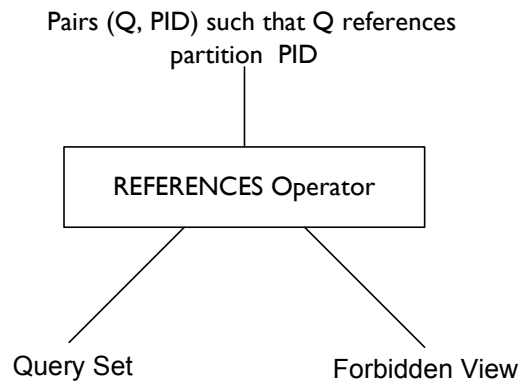 Pairs (Q, PID) such that Q references
partition PID
REFERENCES Operator
Query Set
Forbidden View